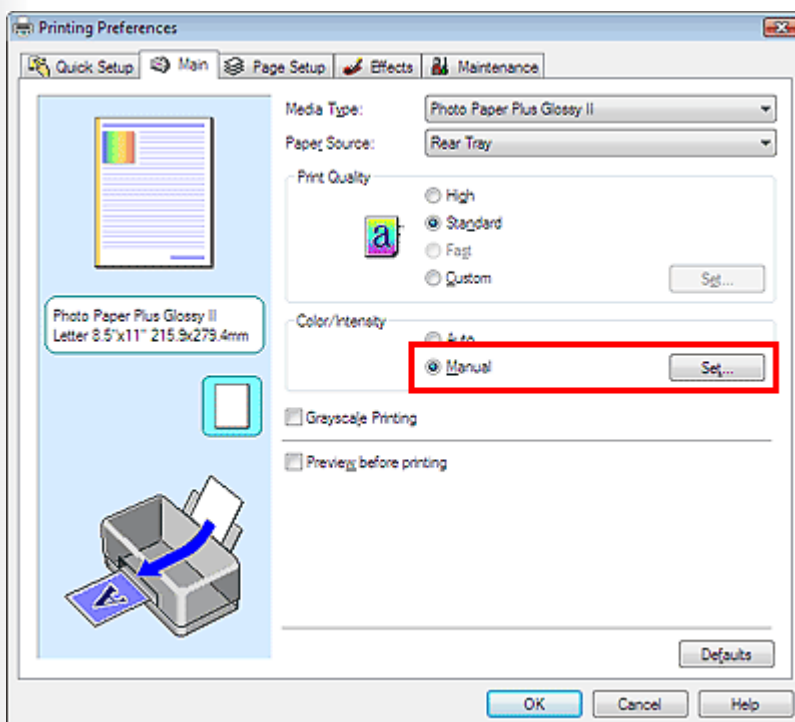 Printing Preferences
Quick Setup Main Page Setup Effects Maintenance
Media Type: Photo Paper Plus Glossy II
Paper Source: Rear Tray
Print Quality
High
Standard
Fast
Custom Set...
a
Photo Paper Plus Glossy II
Letter 8.5"x11" 215.9x279.4mm
Color/Intensity
Auto
Manual Set...
Grayscale Printing
Preview before printing
A
Defaults
OK Cancel Help